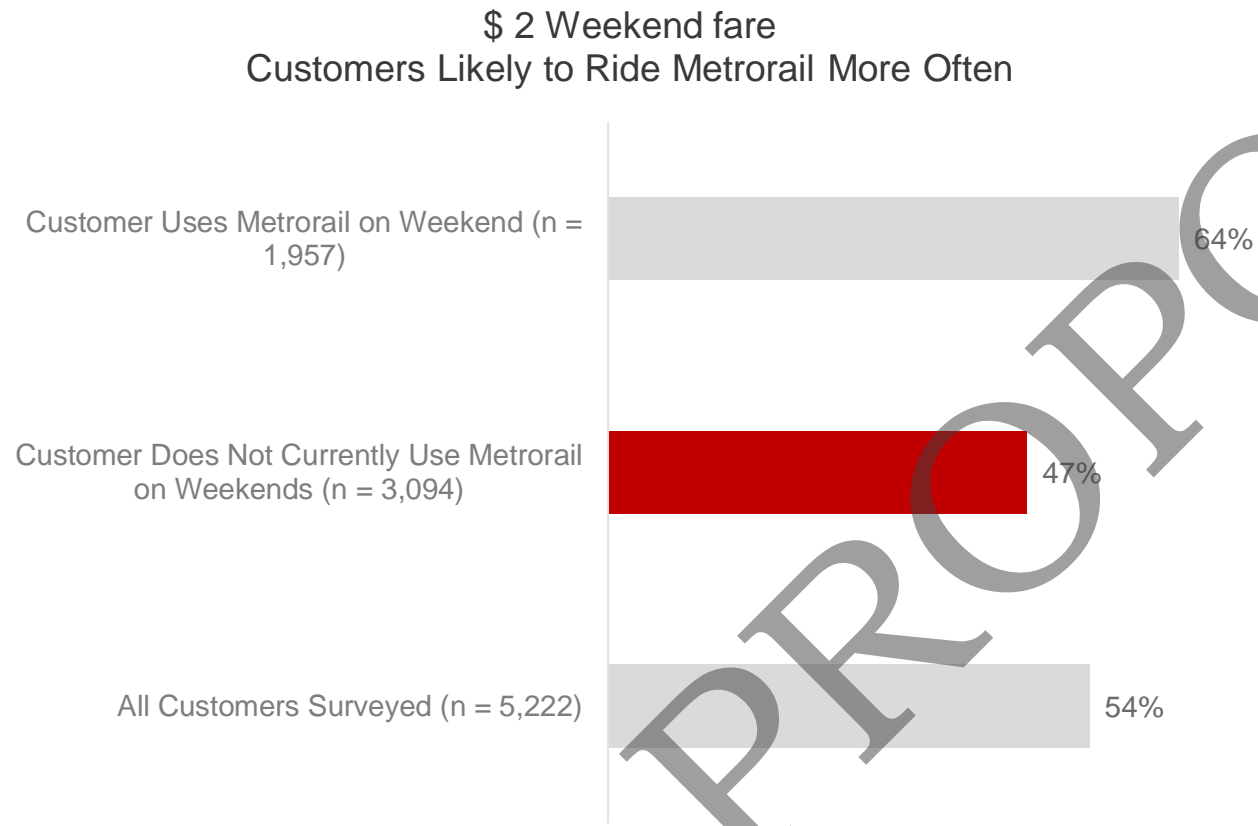 $ 2 Weekend fare
Customers Likely to Ride Metrorail More Often
Customer Uses Metrorail on Weekend (n =
1,957)
64%
Customer Does Not Currently Use Metrorail
on Weekends (n = 3,094)
47%
All Customers Surveyed (n = 5,222)
54%
PROPO